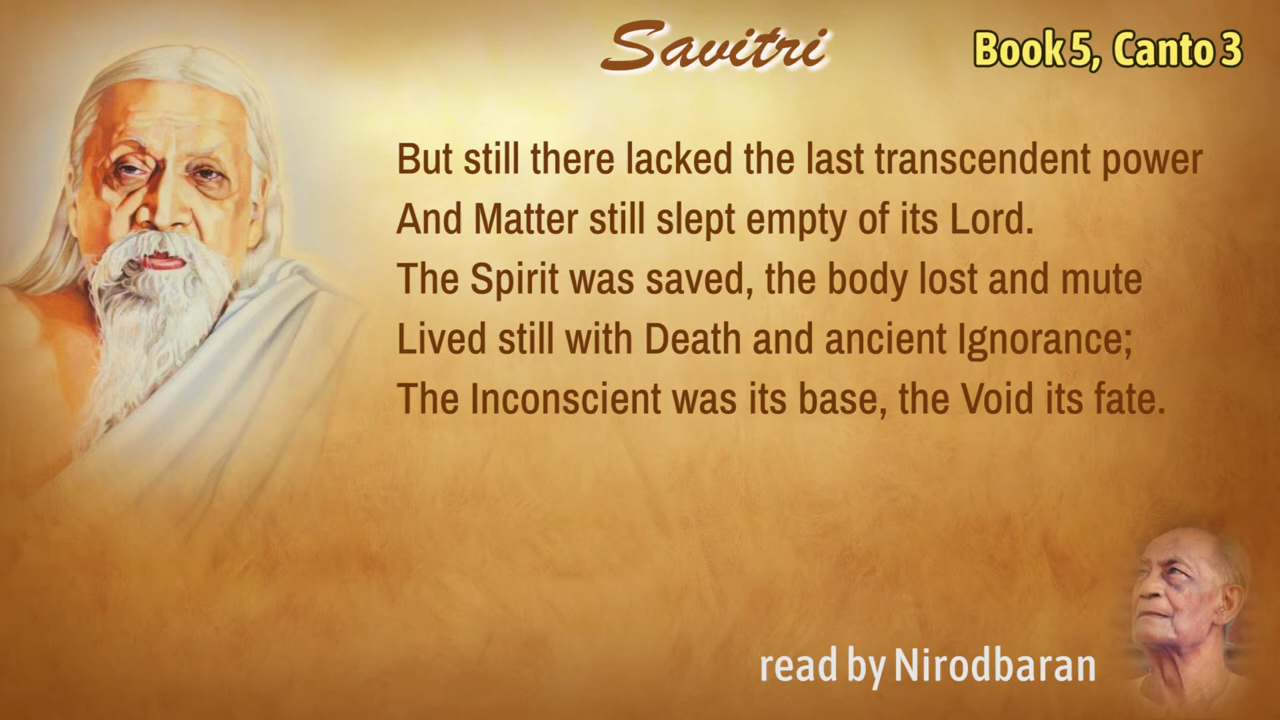 Savitri
Book 5, Canto 3
But still there lacked the last transcendent power
And Matter still slept empty of its Lord.
The Spirit was saved, the body lost and mute
Lived still with Death and ancient Ignorance;
The Inconscient was its base, the Void its fate.
read by Nirodbaran